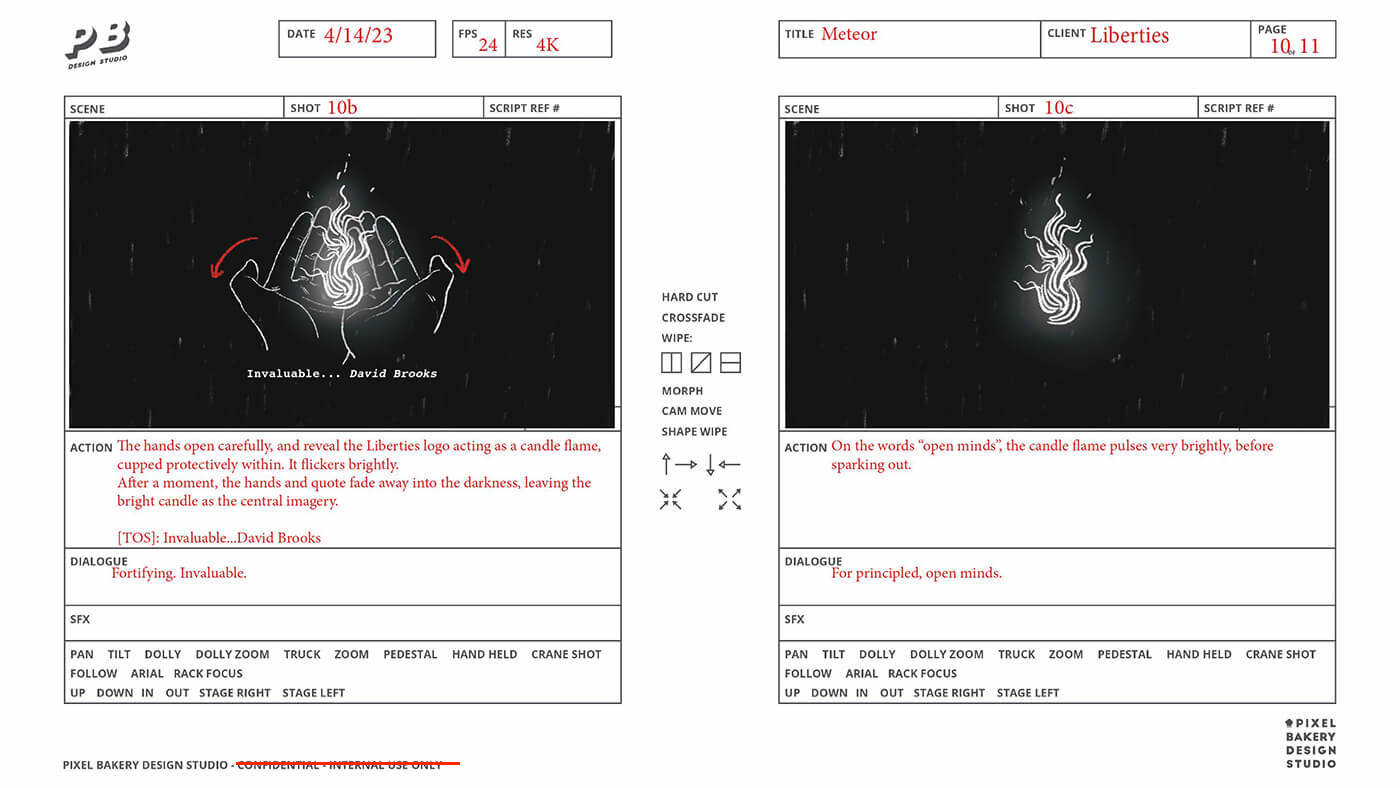 PB
DESIGN STUDIO
DATE 4/14/23
FPS 24
RES 4K
TITLE Meteor
CLIENT Liberties
PAGE
10 OF 11
SCENE
SHOT 10b
SCRIPT REF #
Invaluable... David Brooks
ACTION The hands open carefully, and reveal the Liberties logo acting as a candle flame,
cupped protectively within. It flickers brightly.
After a moment, the hands and quote fade away into the darkness, leaving the
bright candle as the central imagery.
[TOS]: Invaluable...David Brooks
DIALOGUE
Fortifying. Invaluable.
SFX
PAN TILT DOLLY DOLLY ZOOM TRUCK ZOOM PEDESTAL HAND HELD CRANE SHOT
FOLLOW ARIAL RACK FOCUS
UP DOWN IN OUT STAGE RIGHT STAGE LEFT
HARD CUT
CROSSFADE
WIPE:
MORPH
CAM MOVE
SHAPE WIPE
SCENE
SHOT 10c
SCRIPT REF #
ACTION On the words “open minds”, the candle flame pulses very brightly, before
sparking out.
DIALOGUE
For principled, open minds.
SFX
PAN TILT DOLLY DOLLY ZOOM TRUCK ZOOM PEDESTAL HAND HELD CRANE SHOT
FOLLOW ARIAL RACK FOCUS
UP DOWN IN OUT STAGE RIGHT STAGE LEFT
PIXEL BAKERY DESIGN STUDIO - CONFIDENTIAL - INTERNAL USE ONLY
PIXEL
BAKERY
DESIGN
STUDIO